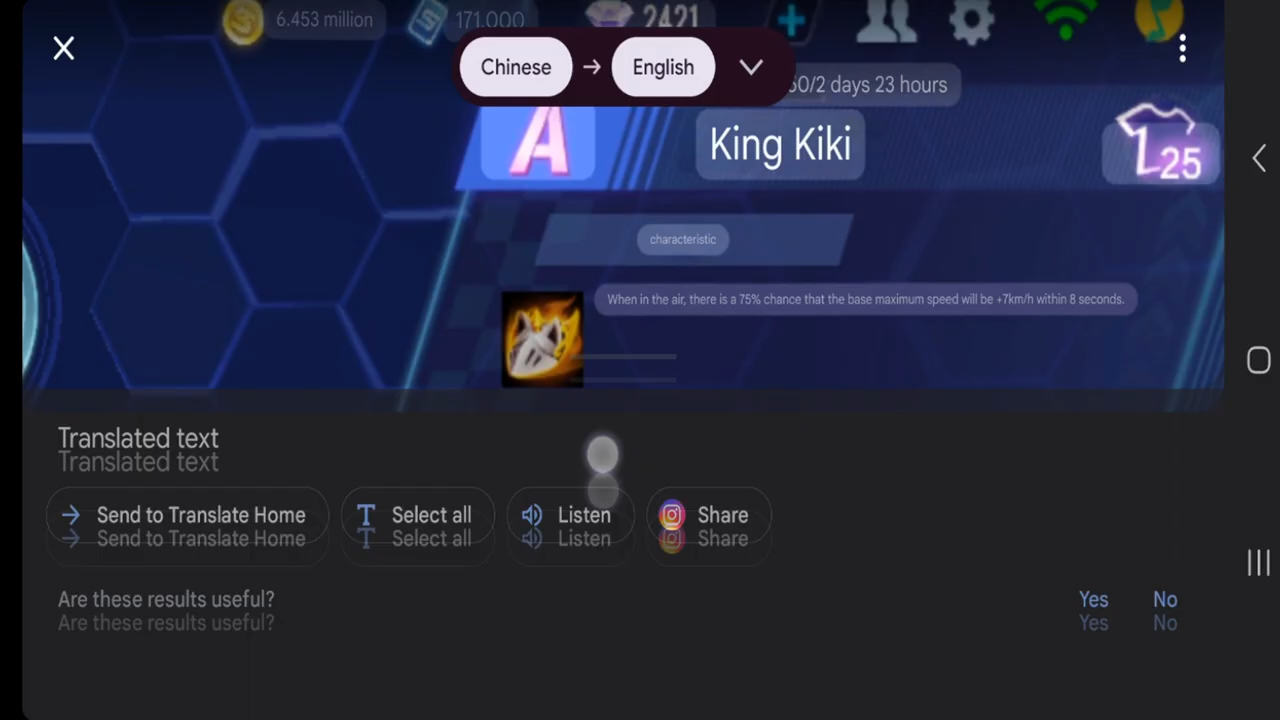 6.453 million
171.000
2421
Chinese → English
60/2 days 23 hours
A
King Kiki
25
characteristic
When in the air, there is a 75% chance that the base maximum speed will be +7km/h within 8 seconds.
Translated text
Translated text
Send to Translate Home
Select all
Listen
Share
Send to Translate Home
Select all
Listen
Share
Are these results useful?
Yes
No
Are these results useful?
Yes
No